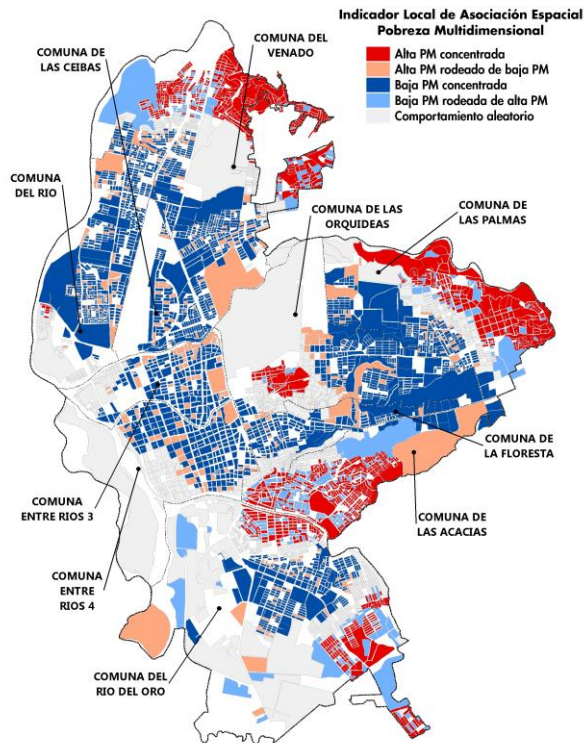 Indicador Local de Asociación Espacial
Pobreza Multidimensional
Alta PM concentrada
Alta PM rodeado de baja PM
Baja PM concentrada
Baja PM rodeada de alta PM
Comportamiento aleatorio
COMUNA DE
LAS CEIBAS
COMUNA DEL
VENADO
COMUNA
DEL RIO
COMUNA DE LAS
ORQUIDEAS
COMUNA DE
LAS PALMAS
COMUNA DE
LA FLORESTA
COMUNA
ENTRE RIOS 3
COMUNA DE
LAS ACACIAS
COMUNA
ENTRE RIOS 4
COMUNA DEL
RIO DEL ORO